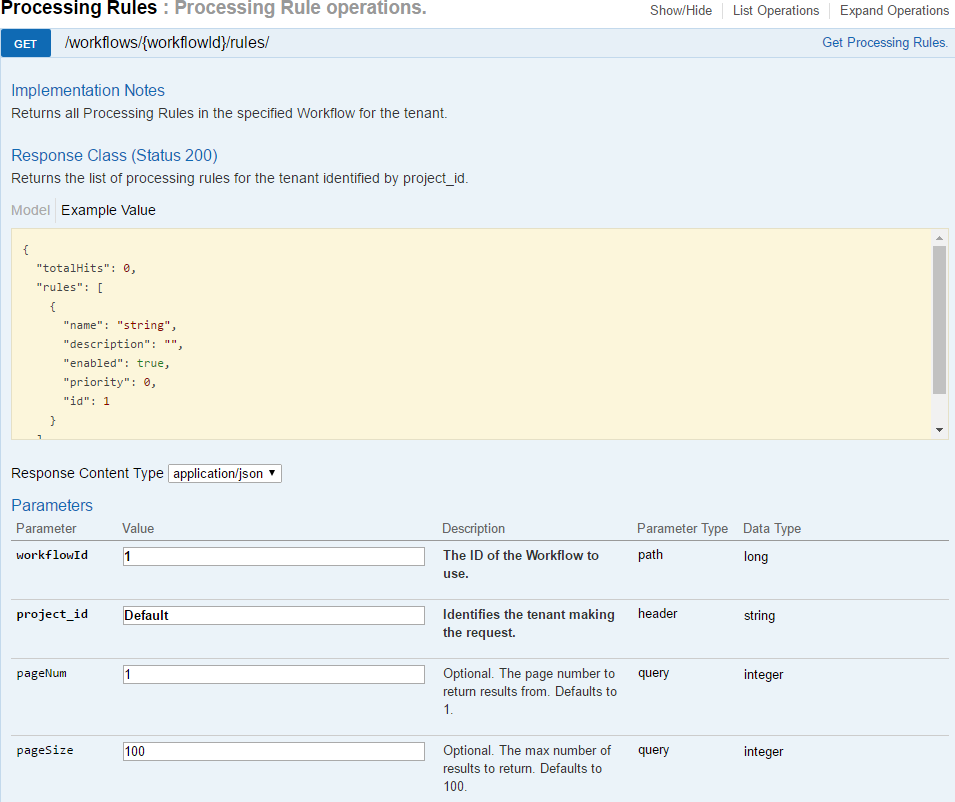 Processing Rules : Processing Rule operations.
Show/Hide List Operations Expand Operations
GET /workflows/{workflowId}/rules/ Get Processing Rules.
Implementation Notes
Returns all Processing Rules in the specified Workflow for the tenant.
Response Class (Status 200)
Returns the list of processing rules for the tenant identified by project_id.
Model Example Value
{
"totalHits": 0,
"rules": [
{
"name": "string",
"description": "",
"enabled": true,
"priority": 0,
"id": 1
}
]
Response Content Type application/json
Parameters
Parameter Value Description Parameter Type Data Type
workflowId 1 The ID of the Workflow to path long
use.
project_id Default Identifies the tenant making header string
the request.
pageNum 1 Optional. The page number to query integer
return results from. Defaults to
1.
pageSize 100 Optional. The max number of query integer
results to return. Defaults to
100.